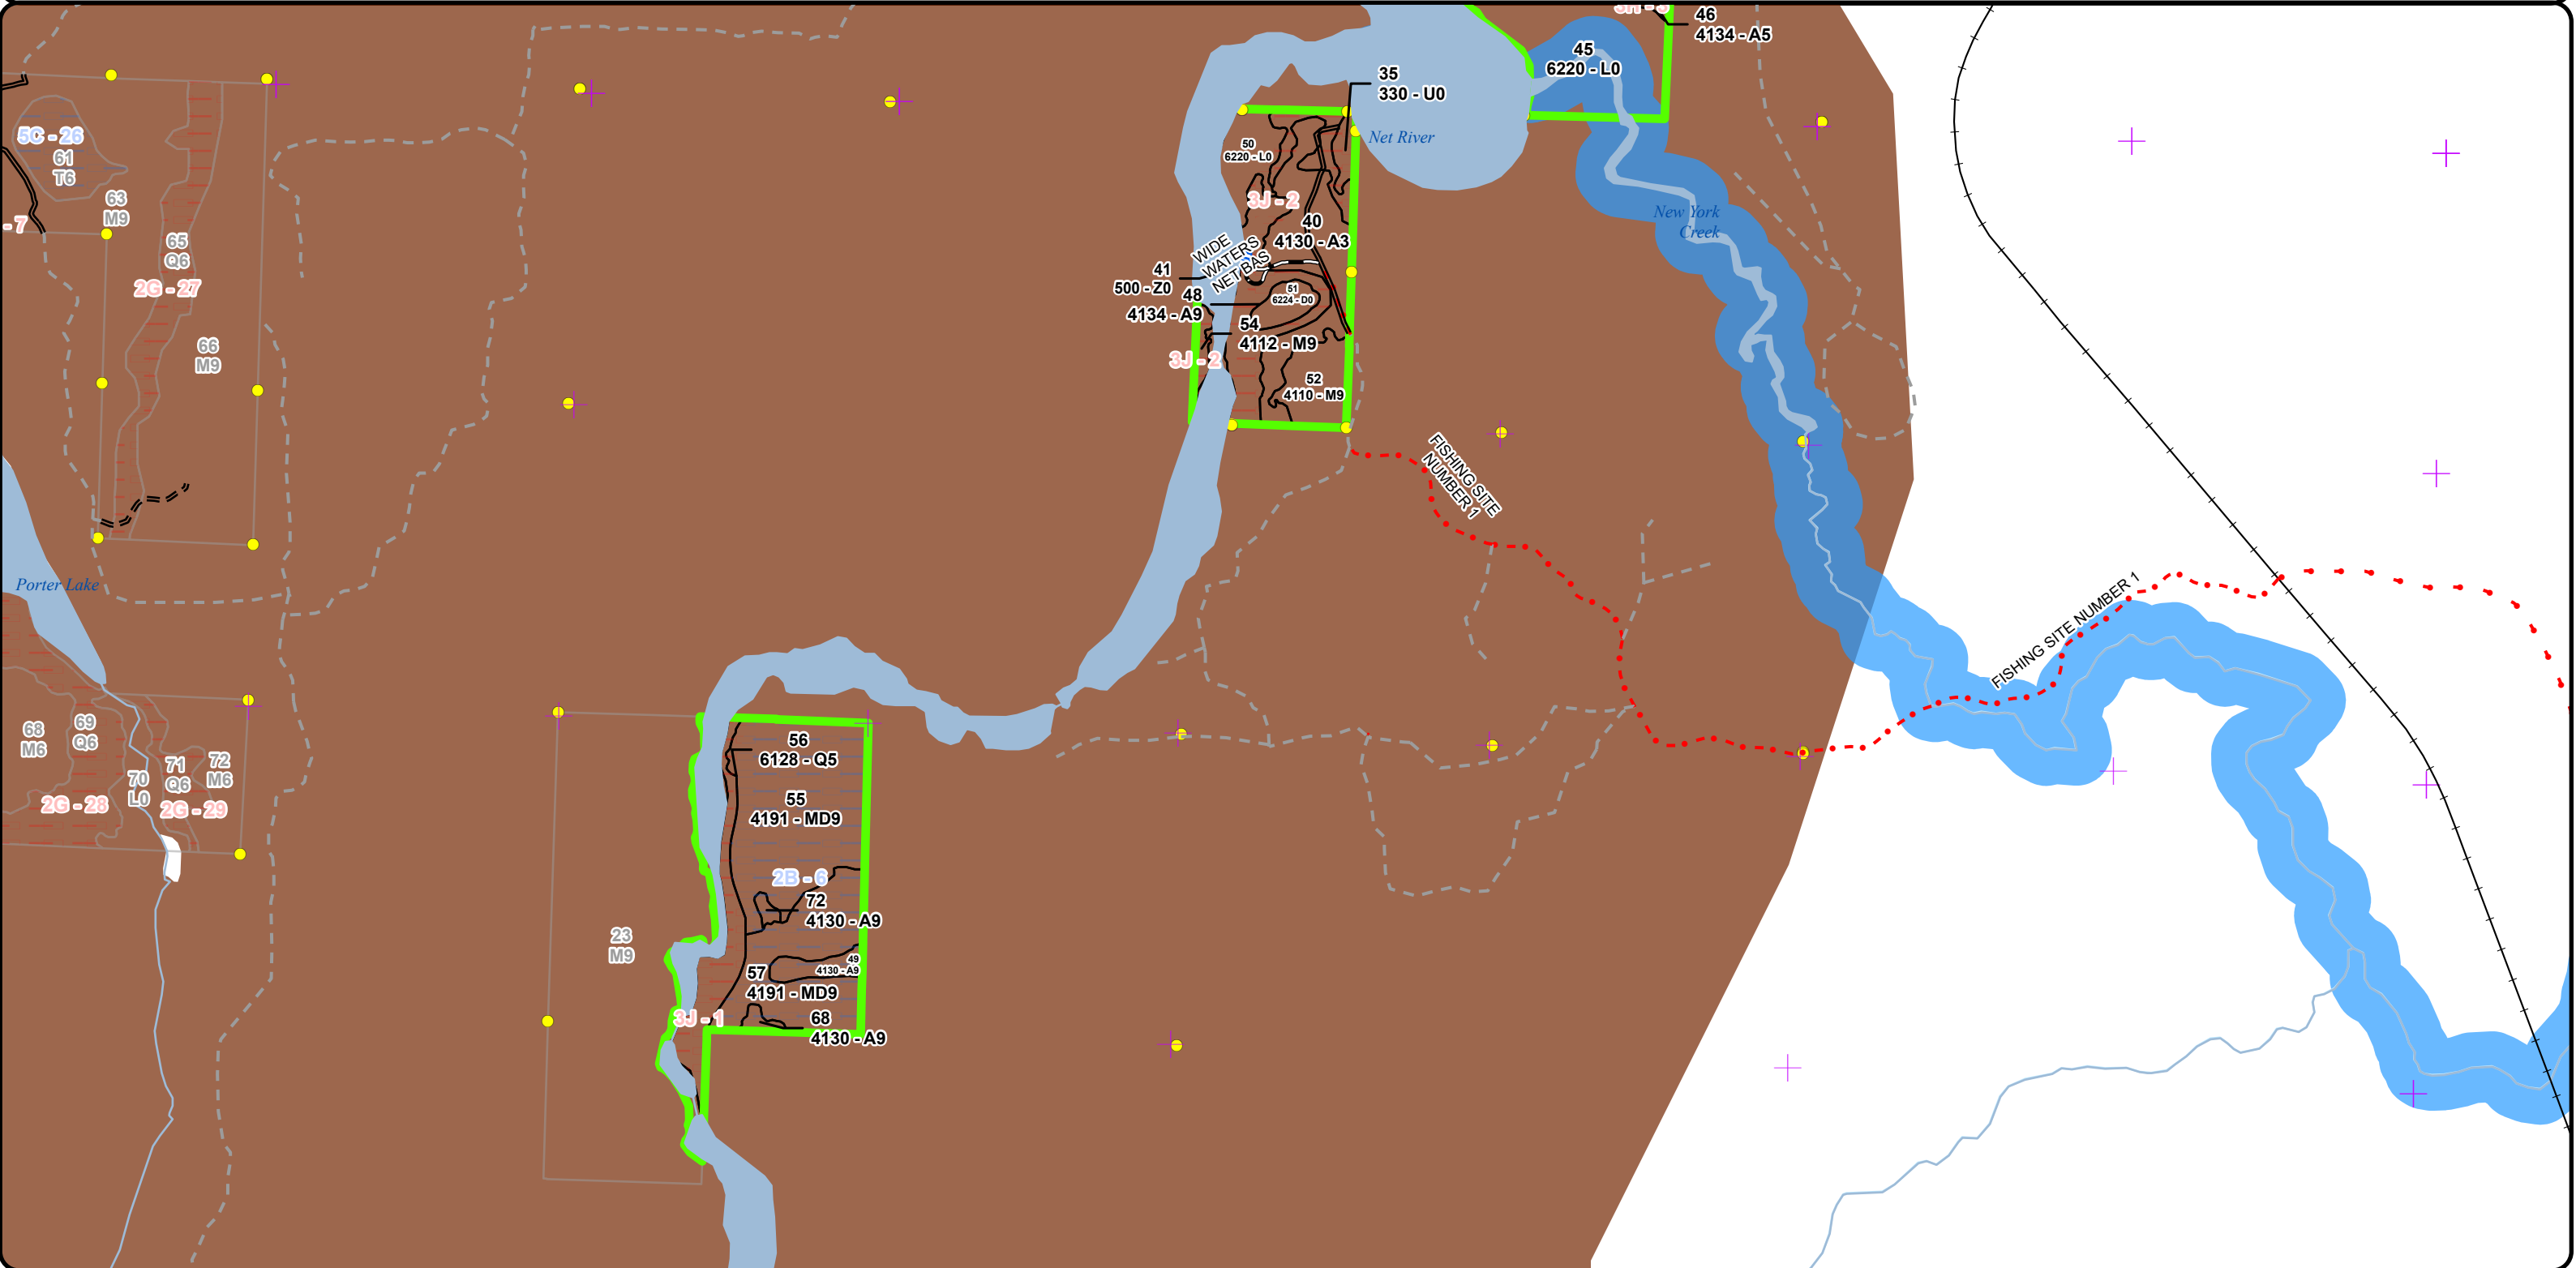 3H - 3
46
4134 - A5
45
6220 - L0
35
330 - U0
Net River
5C - 26
61
T6
63
M9
- 7
65
Q6
2G - 27
66
M9
50
6220 - L0
3J - 2
40
4130 - A3
New York
Creek
WIDE
WATERS
NET BAS
41
500 - Z0
48
4134 - A9
51
6224 - D0
54
4112 - M9
3J - 2
52
4110 - M9
FISHING SITE
NUMBER 1
Porter Lake
FISHING SITE NUMBER 1
68
M6
69
Q6
70
L0
71
Q6
72
M6
2G - 28
2G - 29
56
6128 - Q5
55
4191 - MD9
2B - 6
72
4130 - A9
23
M9
49
4130 - A9
57
4191 - MD9
3J - 1
68
4130 - A9